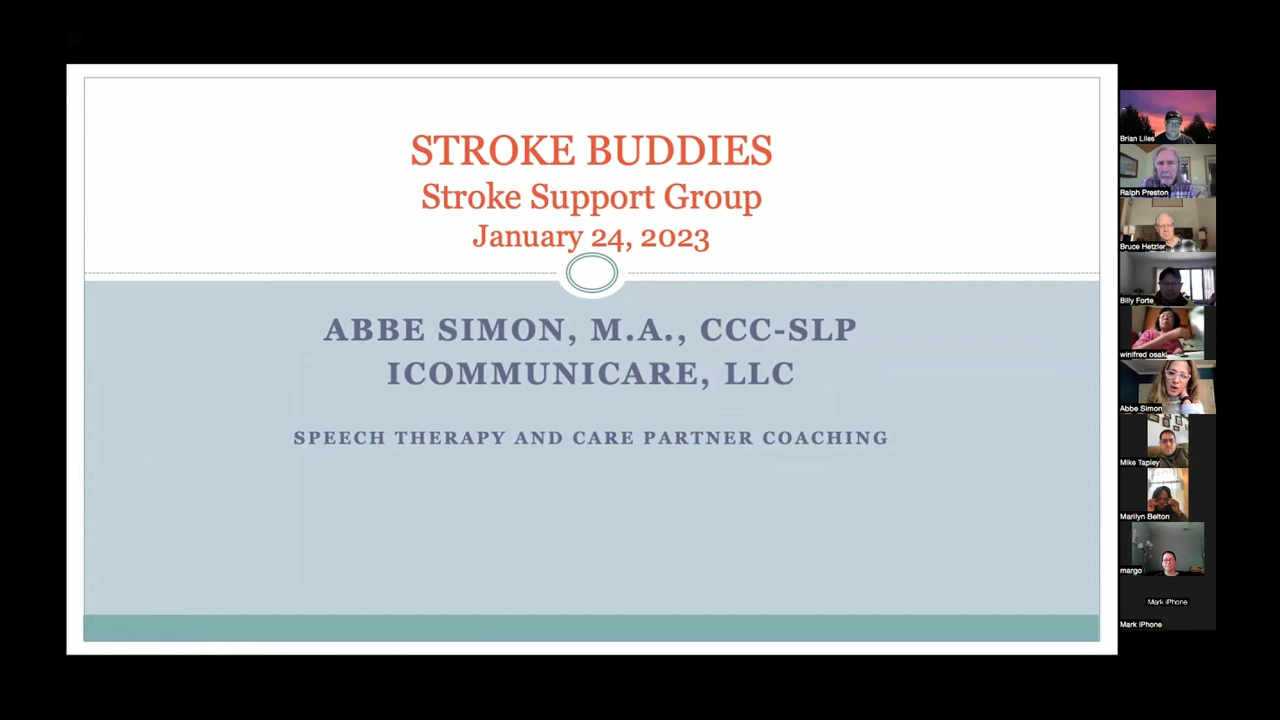 STROKE BUDDIES
Stroke Support Group
January 24, 2023
ABBE SIMON, M.A., CCC-SLP
ICOMMUNICARE, LLC
SPEECH THERAPY AND CARE PARTNER COACHING
Brian Liles
Ralph Preston
Bruce Hetzler
Billy Forte
winifred osaki
Abbe Simon
Mike Tapley
Marilyn Belton
margo
Mark iPhone
Mark iPhone